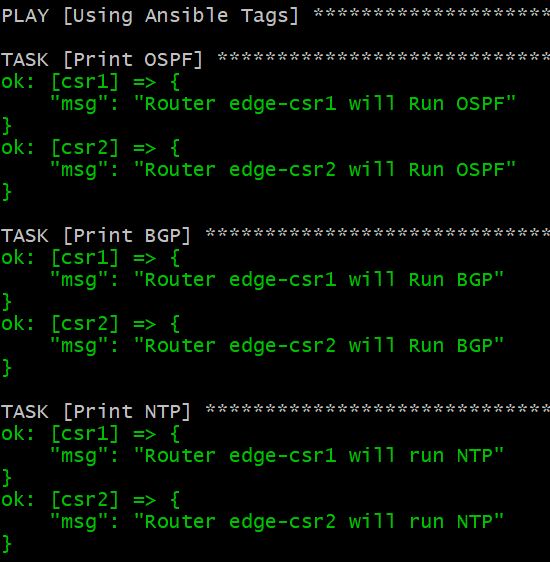 PLAY [Using Ansible Tags] ********************
TASK [Print OSPF] ****************************
ok: [csr1] => {
    "msg": "Router edge-csr1 will Run OSPF"
}
ok: [csr2] => {
    "msg": "Router edge-csr2 will Run OSPF"
}
TASK [Print BGP] *****************************
ok: [csr1] => {
    "msg": "Router edge-csr1 will Run BGP"
}
ok: [csr2] => {
    "msg": "Router edge-csr2 will Run BGP"
}
TASK [Print NTP] *****************************
ok: [csr1] => {
    "msg": "Router edge-csr1 will run NTP"
}
ok: [csr2] => {
    "msg": "Router edge-csr2 will run NTP"
}